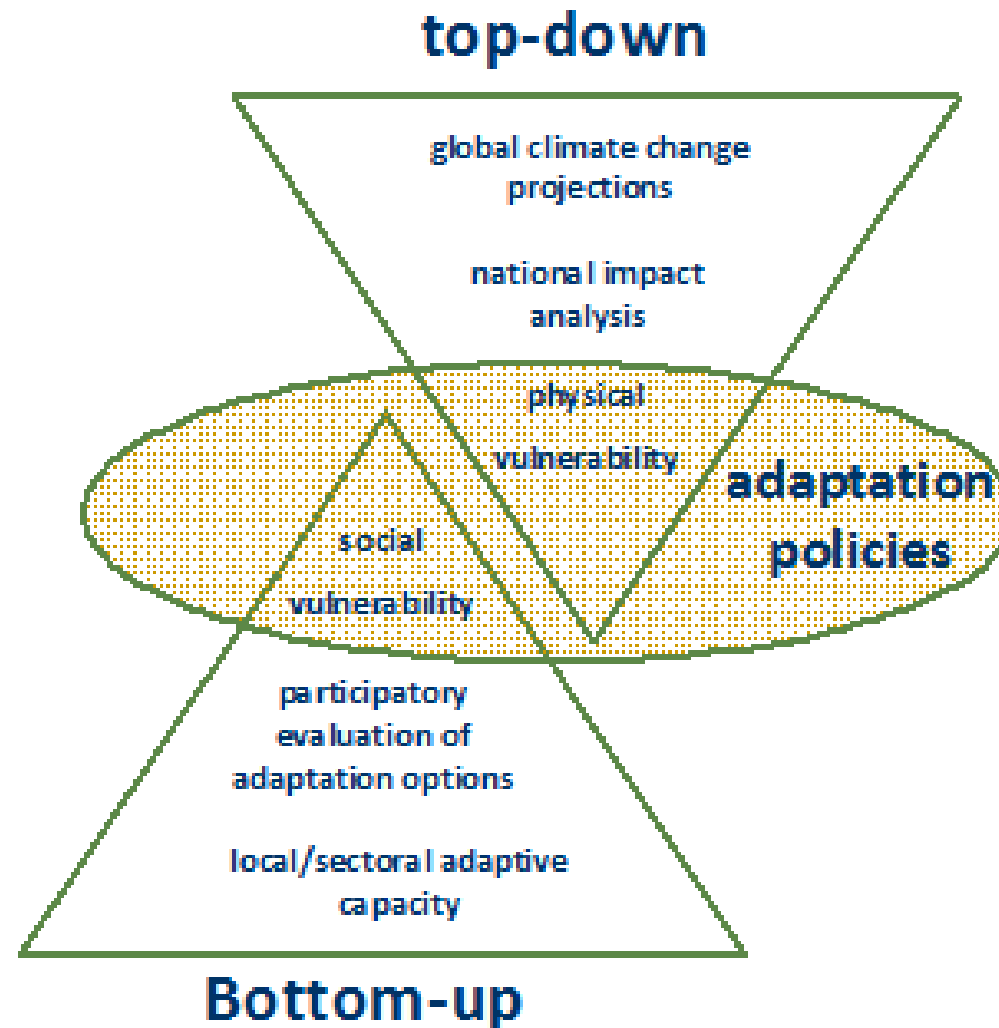 top-down
global climate change
projections
national impact
analysis
physical
vulnerability
adaptation
policies
social
vulnerability
participatory
evaluation of
adaptation options
local/sectoral adaptive
capacity
Bottom-up